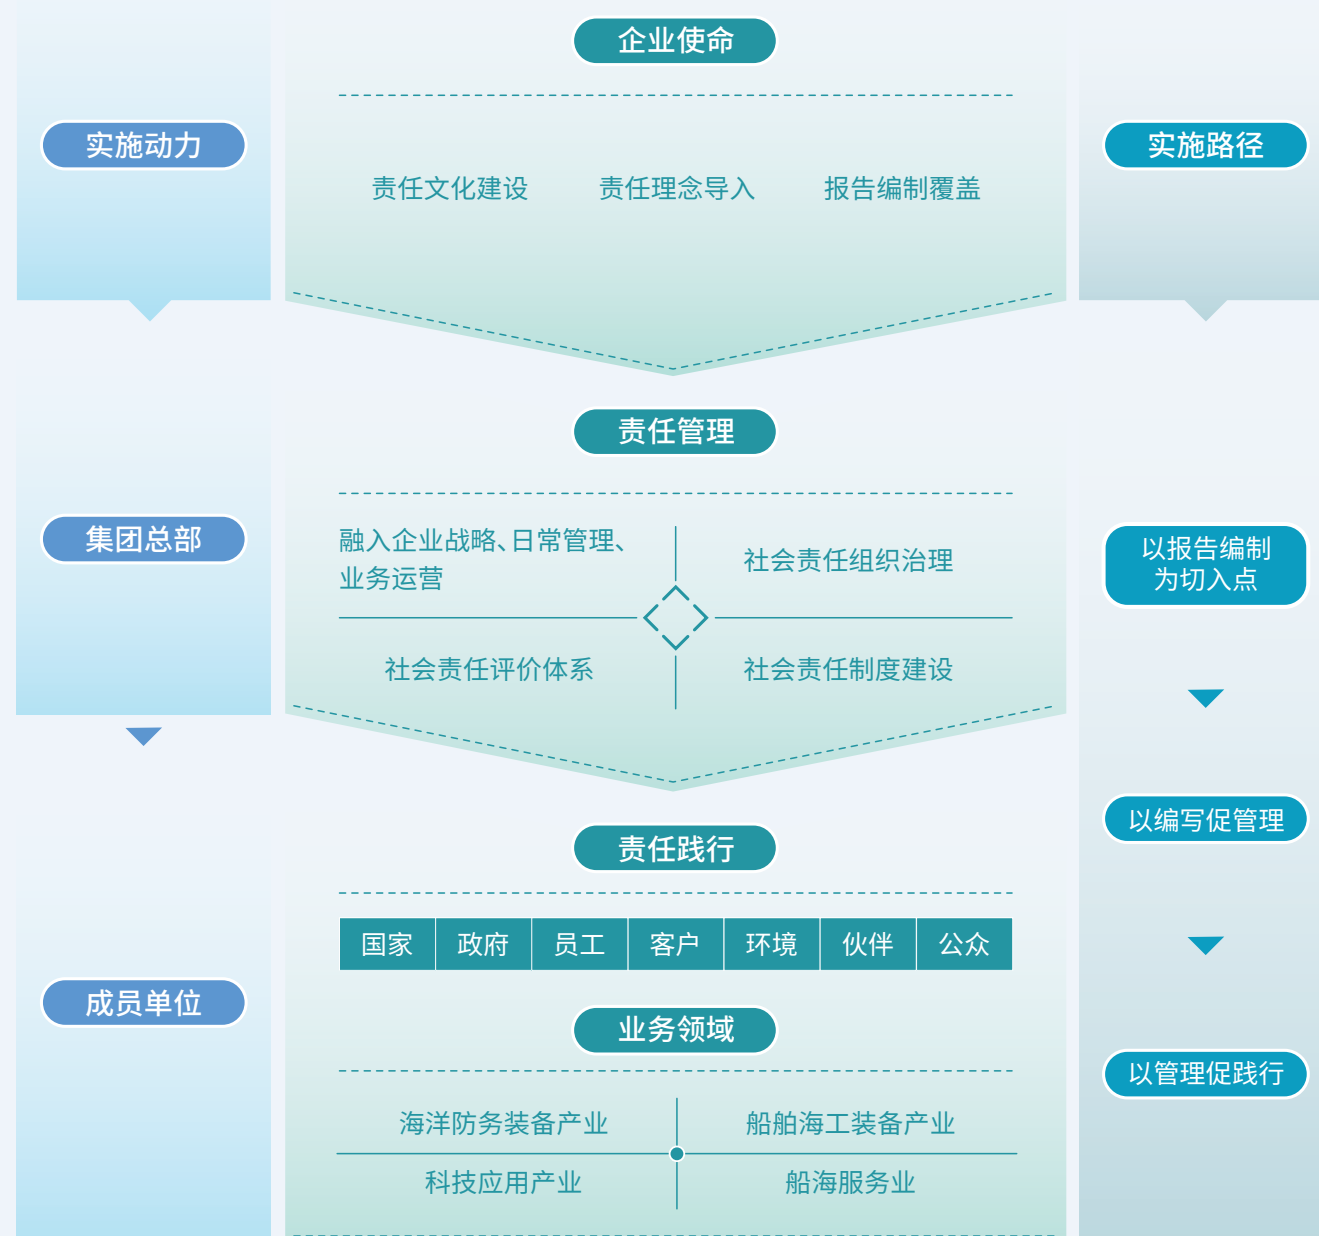 企业使命
实施动力
实施路径
责任文化建设
责任理念导入
报告编制覆盖
责任管理
集团总部
融入企业战略、日常管理、
业务运营
社会责任组织治理
社会责任评价体系
社会责任制度建设
以报告编制
为切入点
以编写促管理
责任践行
国家 政府 员工 客户 环境 伙伴 公众
成员单位
业务领域
以管理促践行
海洋防务装备产业
船舶海工装备产业
科技应用产业
船海服务业